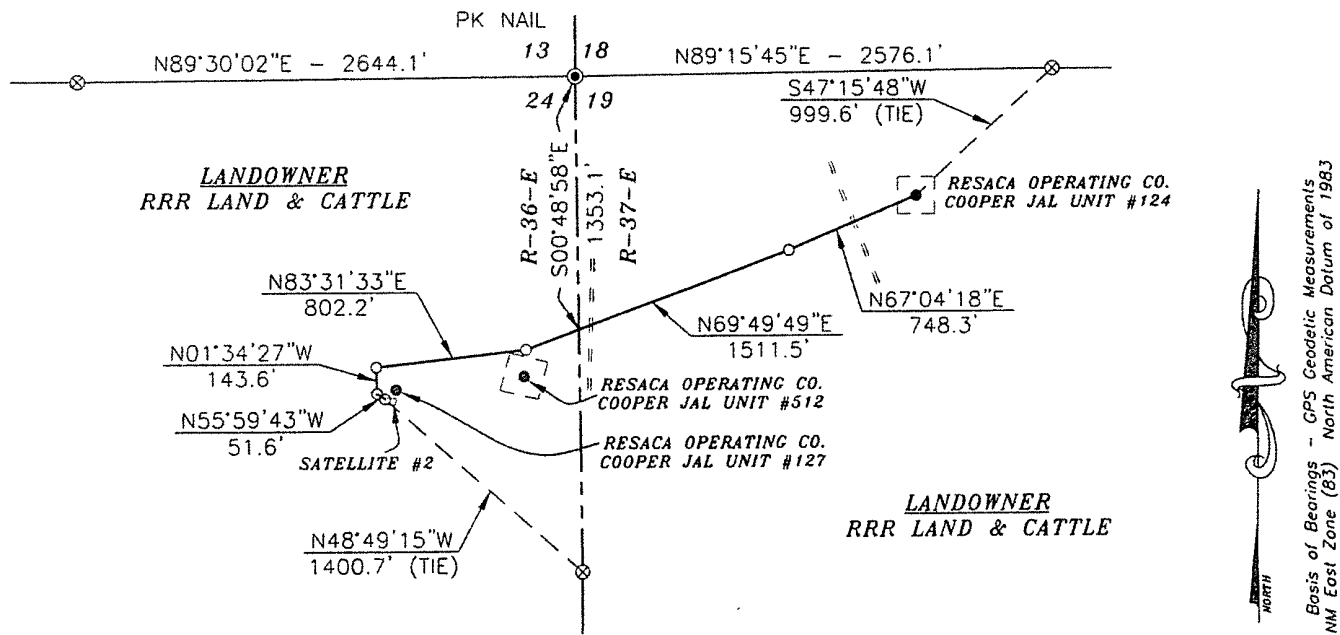 PK NAIL
13 18
N89°30'02"E - 2644.1'
N89°15'45"E - 2576.1'
24 19
S47°15'48"W
999.6' (TIE)
LANDOWNER
RRR LAND & CATTLE
R-36-E
S00°48'58"E
1353.1'
R-37-E
RESACA OPERATING CO.
COOPER JAL UNIT #124
N83°31'33"E
802.2'
N67°04'18"E
748.3'
N69°49'49"E
1511.5'
N01°34'27"W
143.6'
RESACA OPERATING CO.
COOPER JAL UNIT #512
N55°59'43"W
51.6'
SATELLITE #2
RESACA OPERATING CO.
COOPER JAL UNIT #127
LANDOWNER
RRR LAND & CATTLE
N48°49'15"W
1400.7' (TIE)
NORTH
Basis of Bearings - GPS Geodetic Measurements
NM East Zone (83) North American Datum of 1983